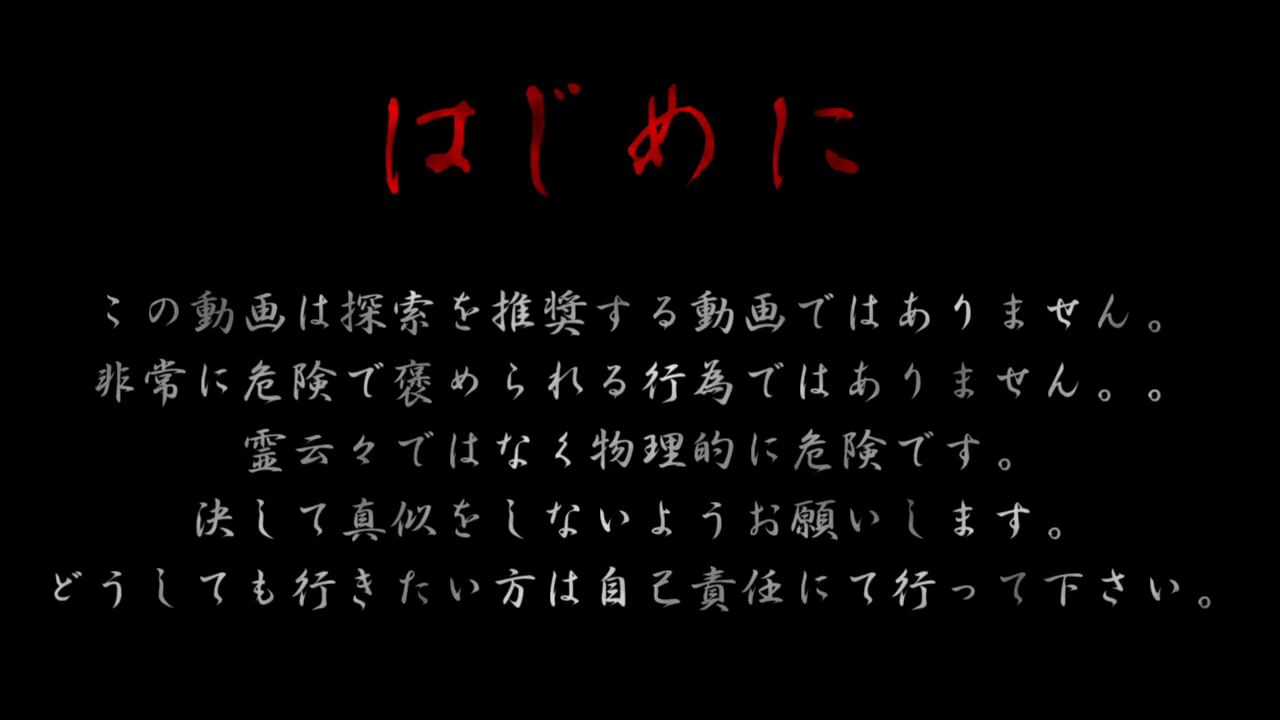 はじめに
この動画は探索を推奨する動画ではありません。
非常に危険で褒められる行為ではありません。。
霊云々ではなく物理的に危険です。
決して真似をしないようお願いします。
どうしても行きたい方は自己責任にて行って下さい。